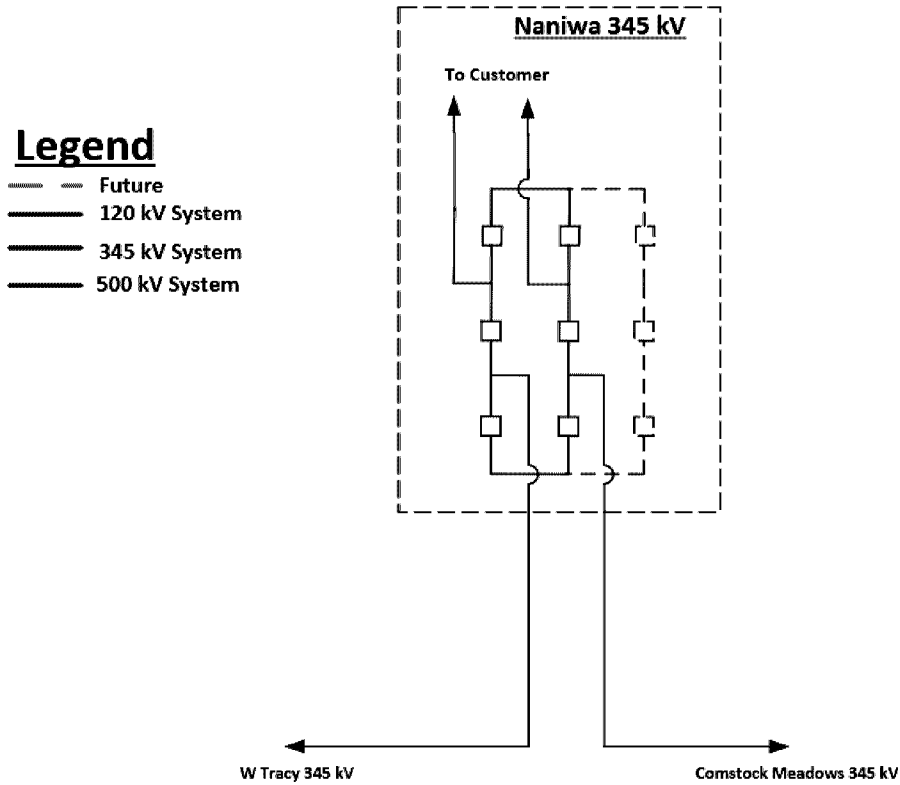 Naniwa 345 kV
To Customer
Legend
Future
120 kV System
345 kV System
500 kV System
W Tracy 345 kV
Comstock Meadows 345 kV